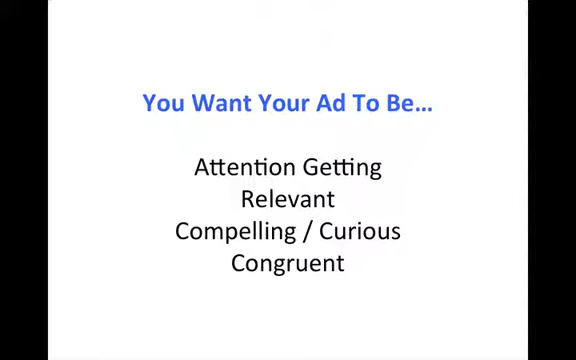 You Want Your Ad To Be...
Attention Getting
Relevant
Compelling / Curious
Congruent